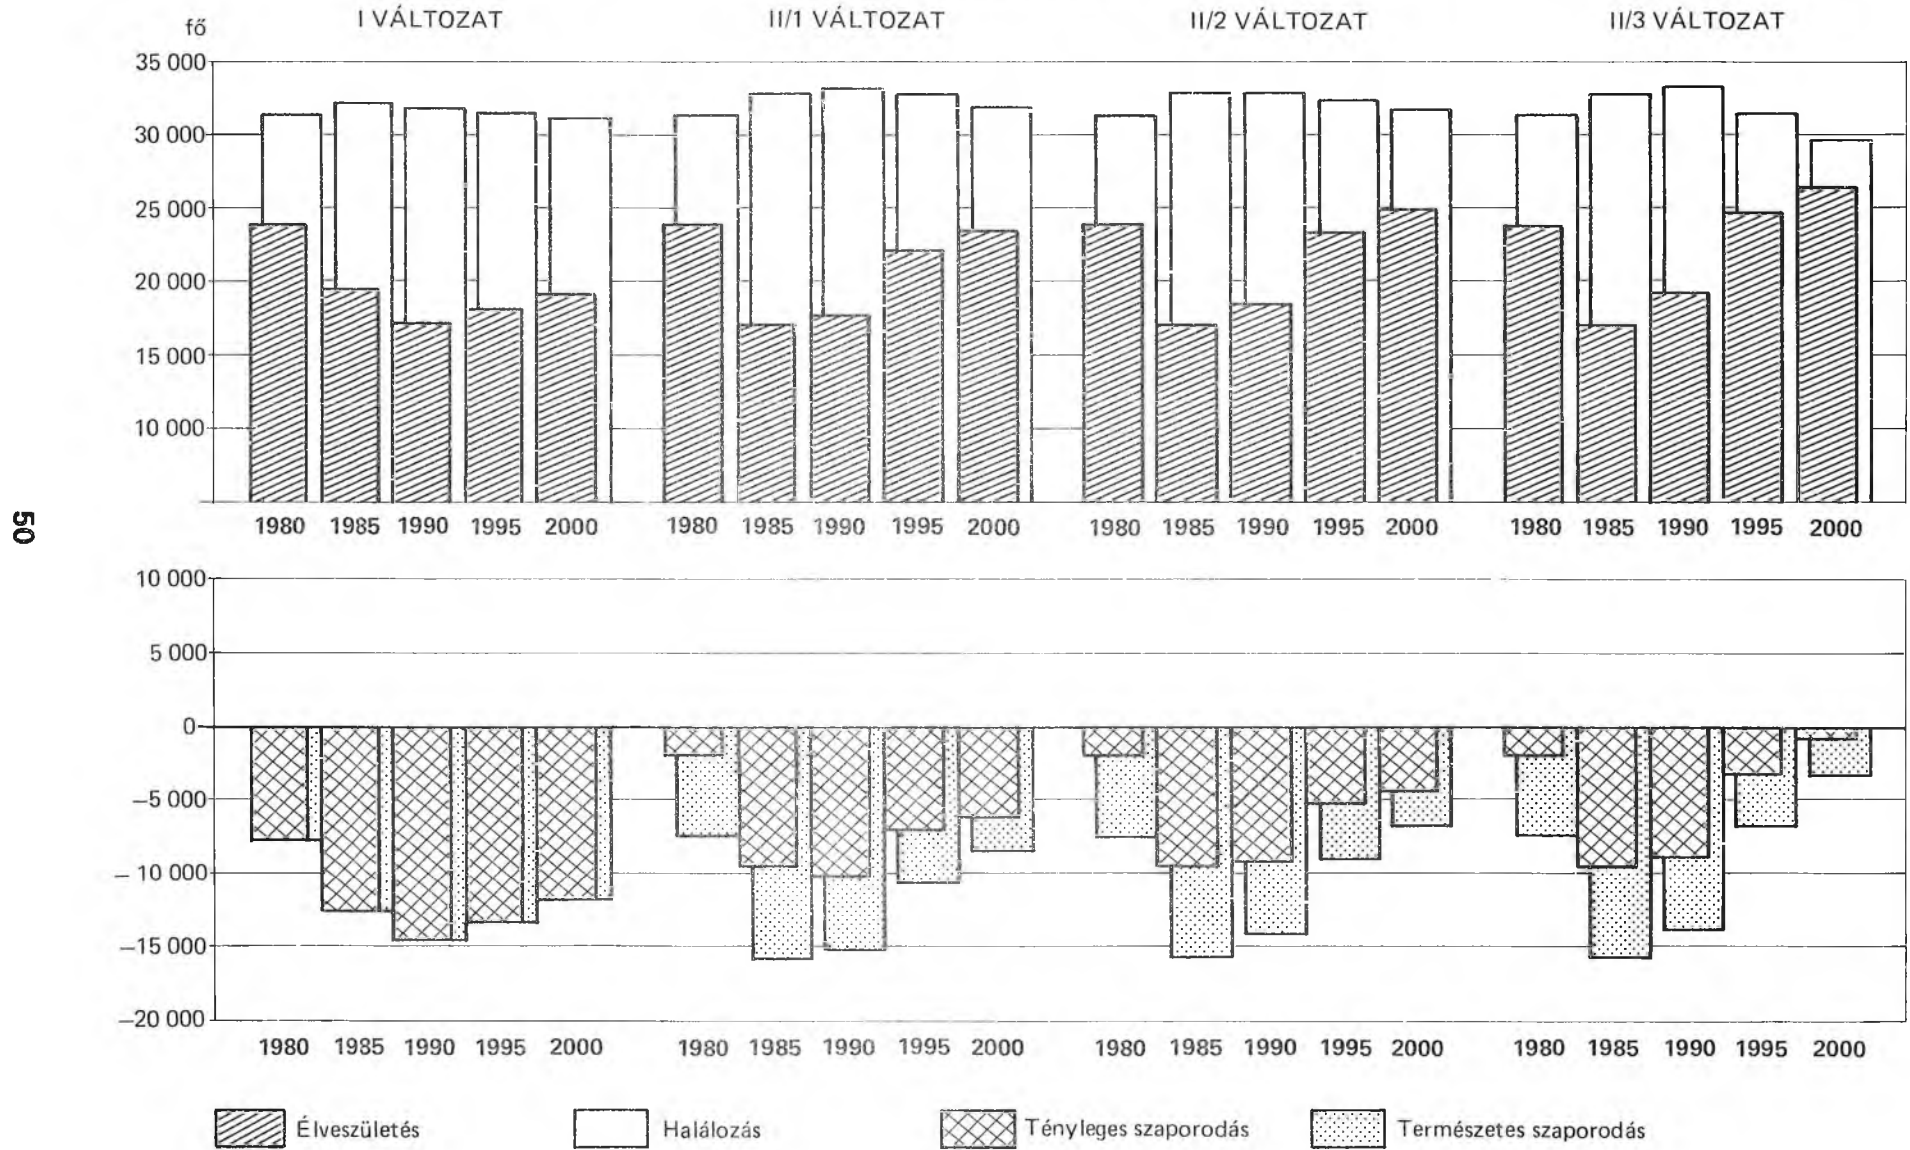 I VÁLTOZAT II/1 VÁLTOZAT II/2 VÁLTOZAT II/3 VÁLTOZAT
fő
35 000
30 000
25 000
20 000
15 000
10 000
1980 1985 1990 1995 2000 1980 1985 1990 1995 2000 1980 1985 1990 1995 2000 1980 1985 1990 1995 2000
50
10 000
5 000
0
−5 000
− 10 000
−15 000
−20 000
1980 1985 1990 1995 2000 1980 1985 1990 1995 2000 1980 1985 1990 1995 2000 1980 1985 1990 1995 2000
Élveszületés Halálozás Tényleges szaporodás Természetes szaporodás